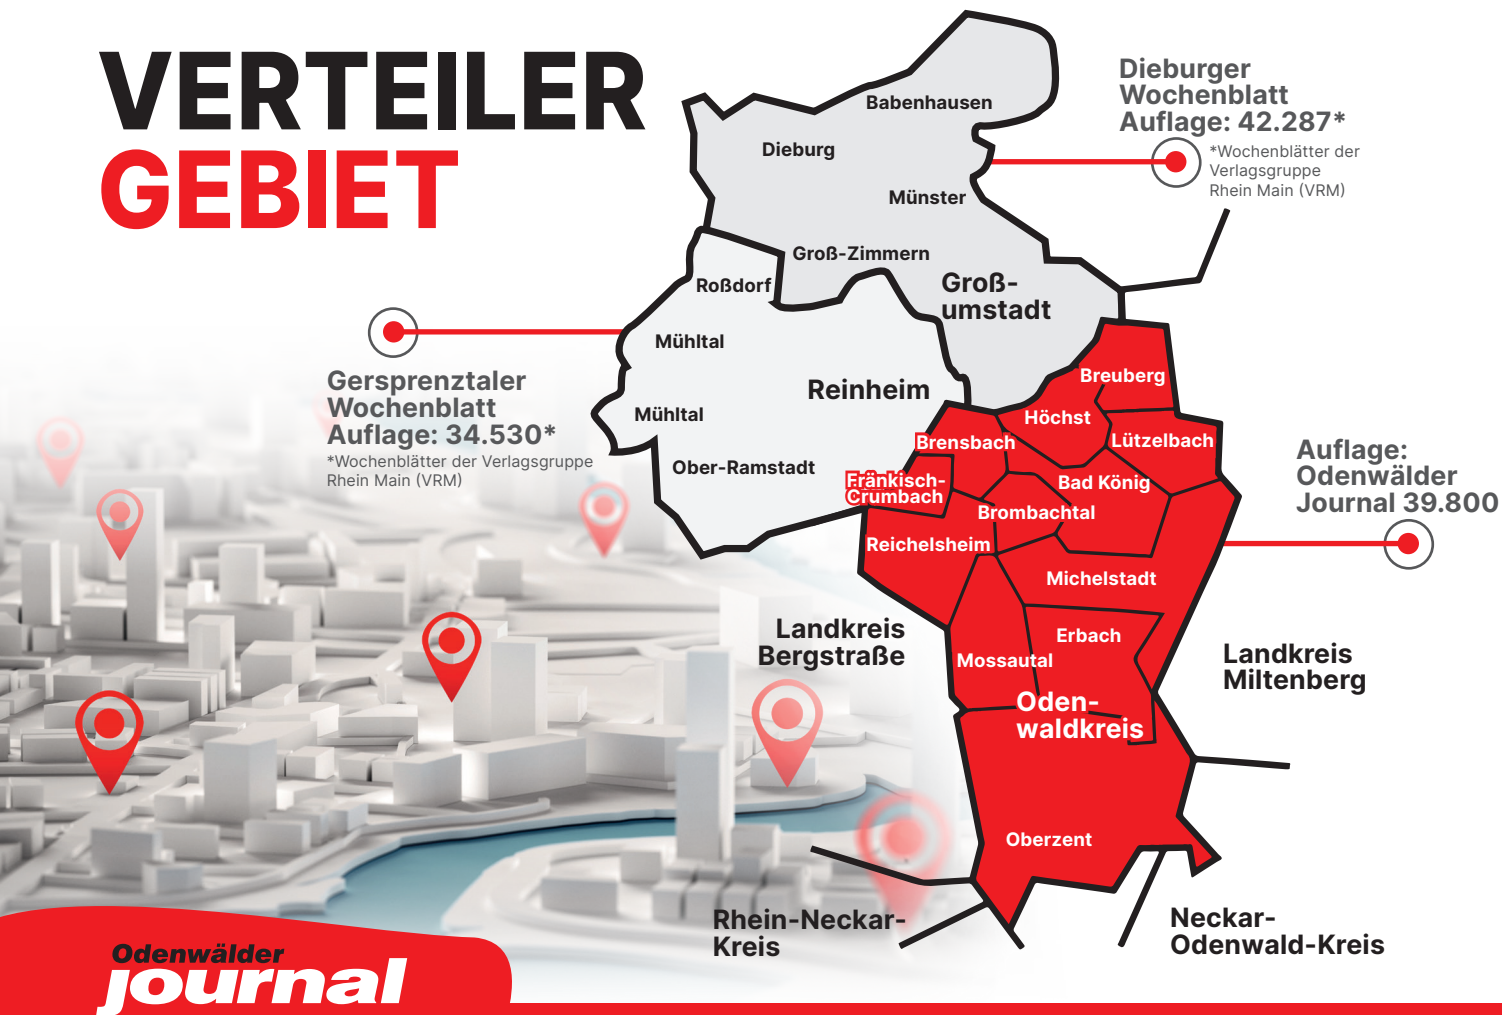 VERTEILER
GEBIET
Dieburger
Wochenblatt
Auflage: 42.287*
*Wochenblätter der
Verlagsgruppe
Rhein Main (VRM)
Babenhausen
Dieburg
Münster
Groß-Zimmern
Groß-
umstadt
Roßdorf
Mühltal
Reinheim
Mühltal
Ober-Ramstadt
Gersprenztaler
Wochenblatt
Auflage: 34.530*
*Wochenblätter der Verlagsgruppe
Rhein Main (VRM)
Breuberg
Höchst
Lützelbach
Brensbach
Fränkisch-
Crumbach
Bad König
Brombachtal
Reichelsheim
Michelstadt
Erbach
Mossautal
Oden-
waldkreis
Oberzent
Auflage:
Odenwälder
Journal 39.800
Landkreis
Bergstraße
Landkreis
Miltenberg
Rhein-Neckar-
Kreis
Neckar-
Odenwald-Kreis
Odenwälder
journal